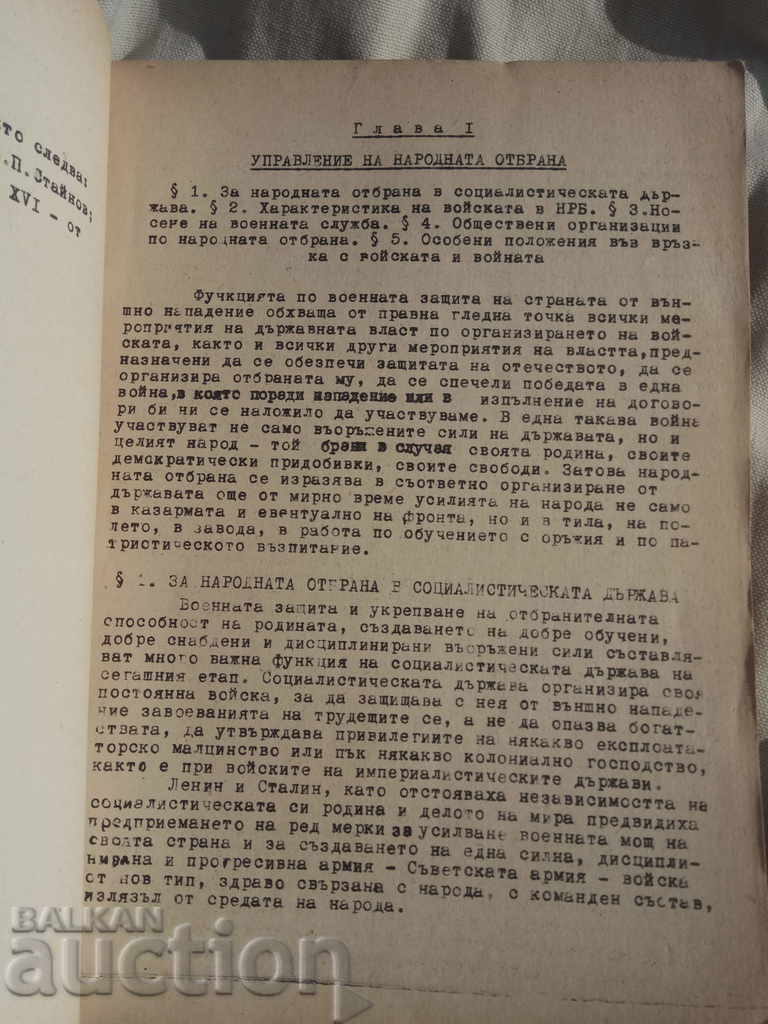 то следва:
.П.Стайнов;
XVI - от
Глава I
УПРАВЛЕНИЕ НА НАРОДНАТА ОТБРАНА
§ 1. За народната отбрана в социалистическата дър-
жава. § 2. Характеристика на войската в НРБ. § 3.Но-
сене на военната служба. § 4. Обществени организации
по народната отбрана. § 5. Особени положения във връз-
ка с войската и войната
Функцията по военната защита на страната от вън-
шно нападение обхваща от правна гледна точка всички ме-
роприятия на държавната власт по организирането на вой-
ската, както и всички други мероприятия на властта,пред-
назначени да се обезпечи защитата на отечеството, да се
организира отбраната му, да се спечели победата в една
война,в която поради нападение или в изпълнение на догово-
ри би ни се наложило да участвуваме. В една такава война
участвуват не само въоръжените сили на държавата, но и
целият народ - той брани в случая своята родина, своите
демократически придобивки, своите свободи. Затова народ-
ната отбрана се изразява в съответно организиране от
държавата още от мирно време усилията на народа не само
в казармата и евентуално на фронта, но и в тила, на по-
лето, в завода, в работа по обучението с оръжия и по па-
триотическото възпитание.
§ 1. ЗА НАРОДНАТА ОТБРАНА В СОЦИАЛИСТИЧЕСКАТА ДЪРЖАВА
Военната защита и укрепване на отбранителната
способност на родината, създаването на добре обучени,
добре снабдени и дисциплинирани въоръжени сили съставля-
ват много важна функция на социалистическата държава на
сегашния етап. Социалистическата държава организира своя
постоянна войска, за да защищава с нея от външно нападе-
ние завоеванията на трудещите се, а не да опазва богат-
ствата, да утвърждава привилегиите на някакво експлоата-
торско малцинство или пък някакво колониално господство,
както е при войските на империалистическите държави.
Ленин и Сталин, като отстояваха независимостта на
социалистическата си родина и делото на мира предвидиха
предприемането на ред мерки за усилване военната мощ на
своята страна и за създаването на една силна, дисципли-
нирана и прогресивна армия - Съветската армия - войска
от нов тип, здраво свързана с народа, с команден състав,
излязъл от средата на народа.
BALKAN
auction